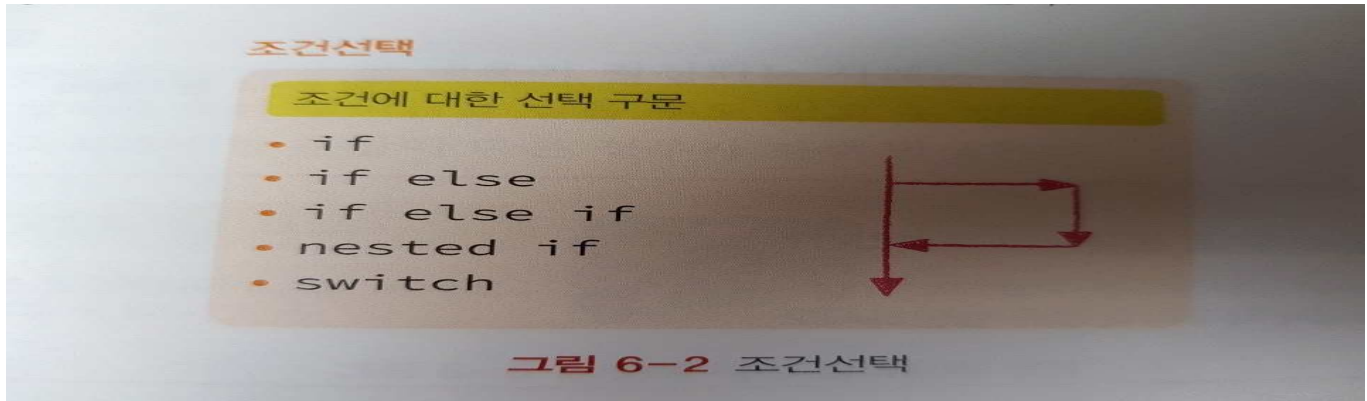 조건선택
조건에 대한 선택 구문
• if
• if else
• if else if
• nested if
• switch
그림 6-2 조건선택